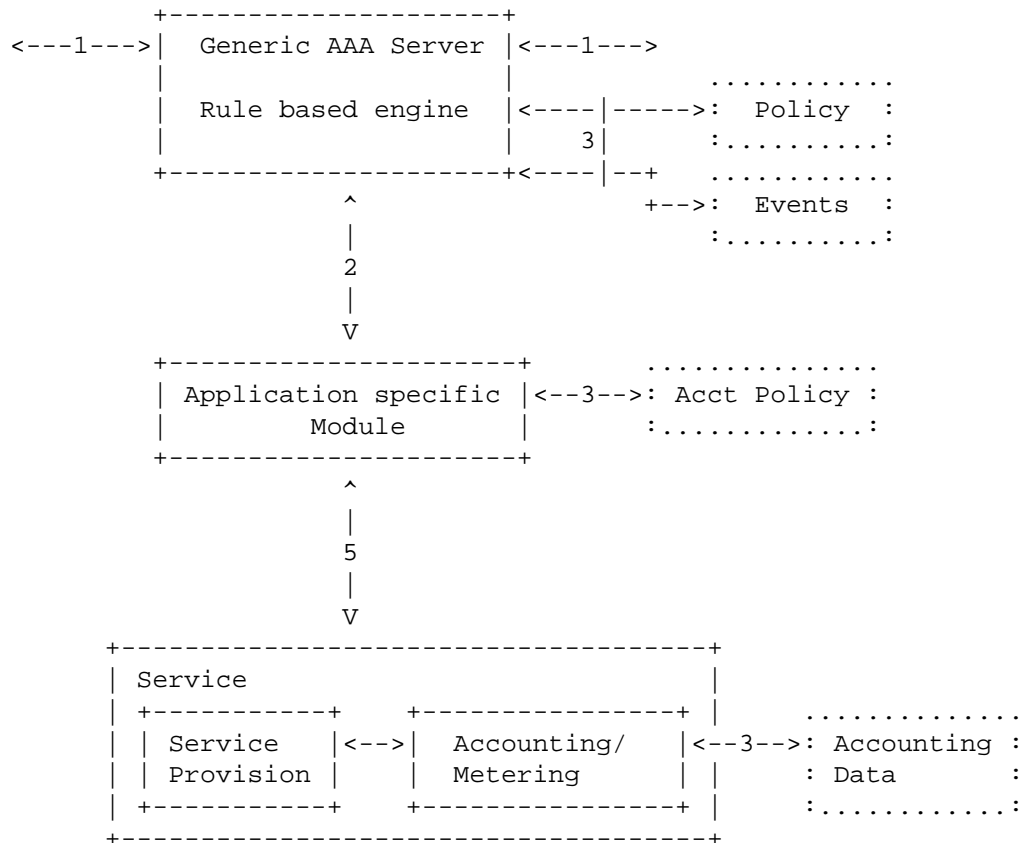 <---1---> Generic AAA Server <---1--->
Rule based engine <----|-----> Policy
3
Events
2
Application specific <--3--> Acct Policy
Module
5
Service
Service <--> Accounting/ <--3--> Accounting
Provision Metering Data